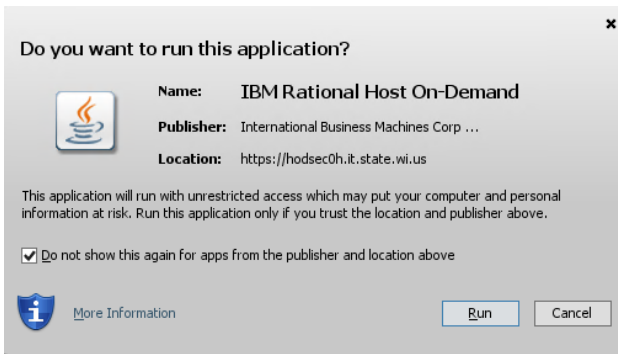 Do you want to run this application?
Name: IBM Rational Host On-Demand
Publisher: International Business Machines Corp ...
Location: https://hodsec0h.it.state.wi.us
This application will run with unrestricted access which may put your computer and personal
information at risk. Run this application only if you trust the location and publisher above.
Do not show this again for apps from the publisher and location above
More Information
Run Cancel